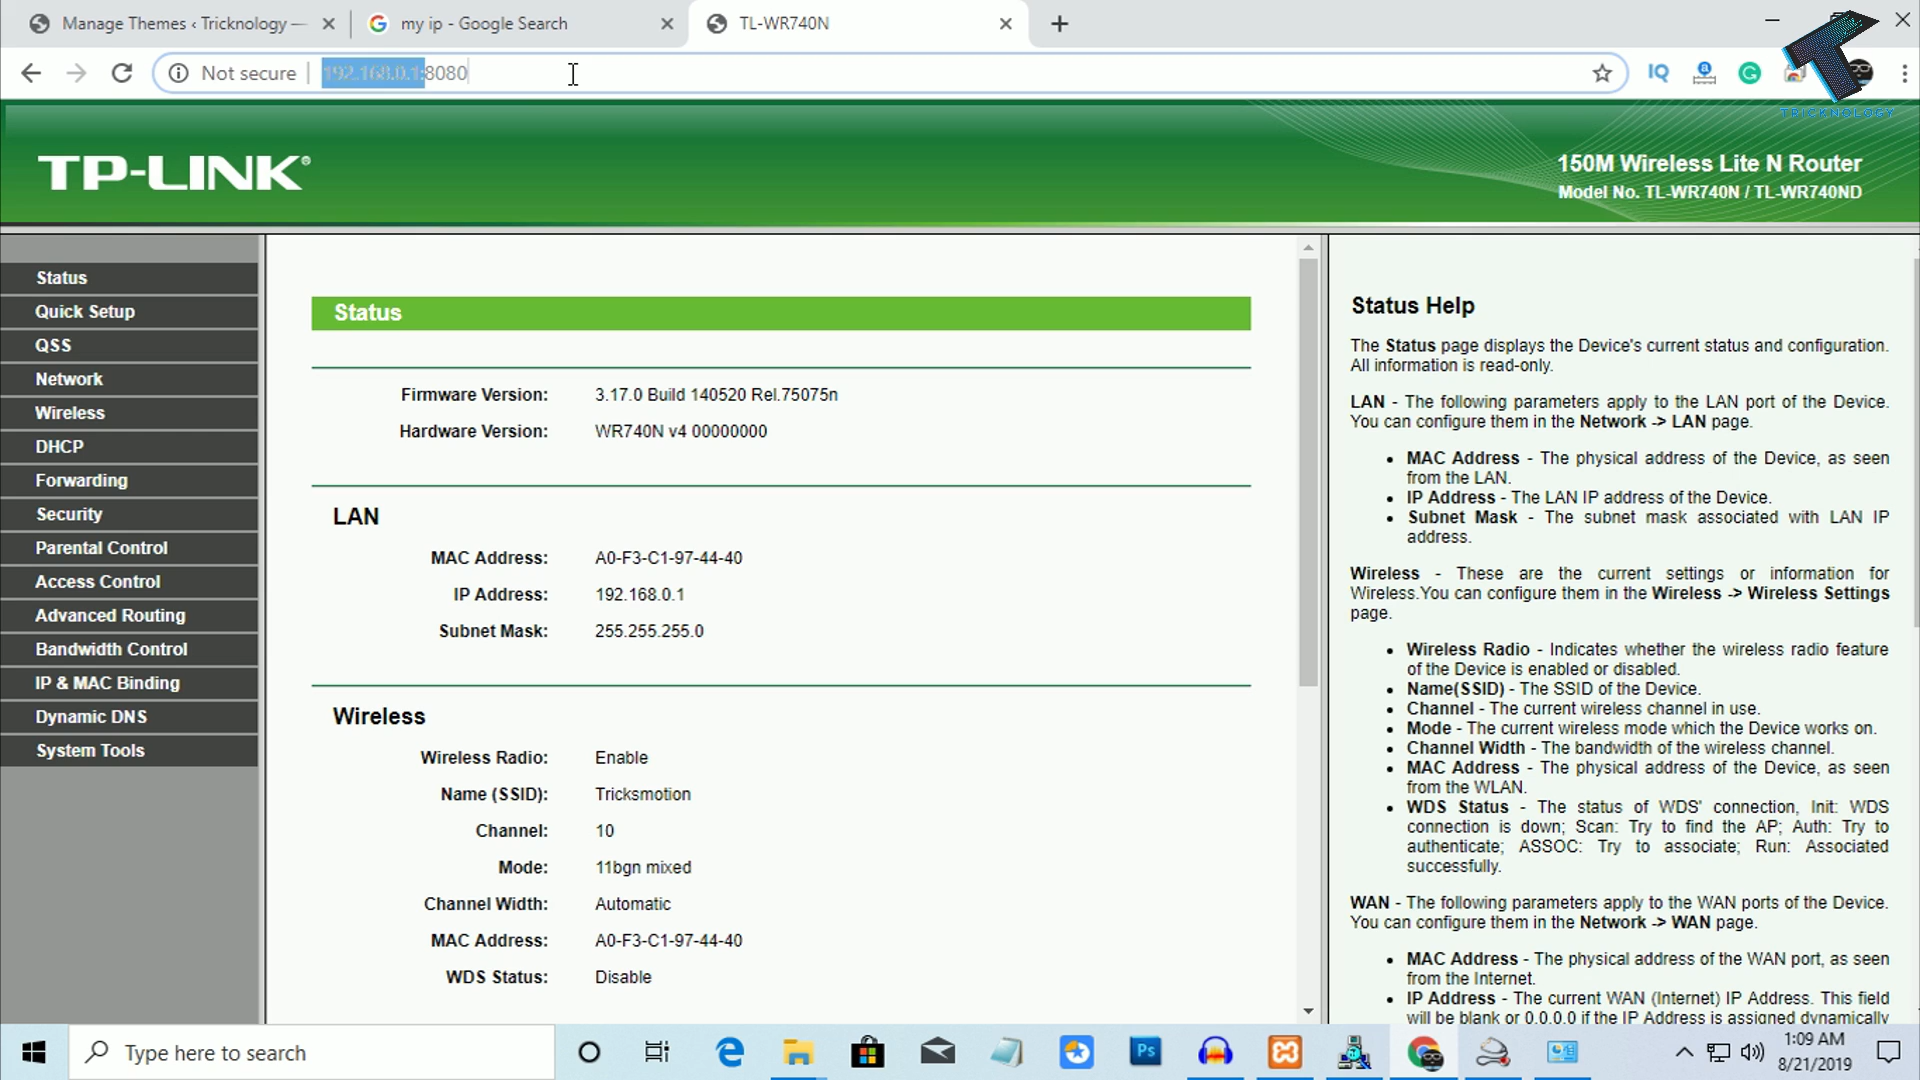 Manage Themes ‹ Tricknology —
my ip - Google Search
TL-WR740N
Not secure
192.168.0.1:8080
IQ
TRICKNOLOGY
TP-LINK®
150M Wireless Lite N Router
Model No. TL-WR740N / TL-WR740ND
Status
Quick Setup
QSS
Network
Wireless
DHCP
Forwarding
Security
Parental Control
Access Control
Advanced Routing
Bandwidth Control
IP & MAC Binding
Dynamic DNS
System Tools
Status
Firmware Version: 3.17.0 Build 140520 Rel.75075n
Hardware Version: WR740N v4 00000000
LAN
MAC Address: A0-F3-C1-97-44-40
IP Address: 192.168.0.1
Subnet Mask: 255.255.255.0
Wireless
Wireless Radio: Enable
Name (SSID): Tricksmotion
Channel: 10
Mode: 11bgn mixed
Channel Width: Automatic
MAC Address: A0-F3-C1-97-44-40
WDS Status: Disable
Status Help
The Status page displays the Device's current status and configuration.
All information is read-only.
LAN - The following parameters apply to the LAN port of the Device.
You can configure them in the Network -> LAN page.
• MAC Address - The physical address of the Device, as seen
from the LAN.
• IP Address - The LAN IP address of the Device.
• Subnet Mask - The subnet mask associated with LAN IP
address.
Wireless - These are the current settings or information for
Wireless.You can configure them in the Wireless -> Wireless Settings
page.
• Wireless Radio - Indicates whether the wireless radio feature
of the Device is enabled or disabled.
• Name(SSID) - The SSID of the Device.
• Channel - The current wireless channel in use.
• Mode - The current wireless mode which the Device works on.
• Channel Width - The bandwidth of the wireless channel.
• MAC Address - The physical address of the Device, as seen
from the WLAN.
• WDS Status - The status of WDS' connection, Init: WDS
connection is down; Scan: Try to find the AP; Auth: Try to
authenticate; ASSOC: Try to associate; Run: Associated
successfully.
WAN - The following parameters apply to the WAN ports of the Device.
You can configure them in the Network -> WAN page.
• MAC Address - The physical address of the WAN port, as seen
from the Internet.
• IP Address - The current WAN (Internet) IP Address. This field
will be blank or 0.0.0.0 if the IP Address is assigned dynamically
Type here to search
Ps
1:09 AM
8/21/2019